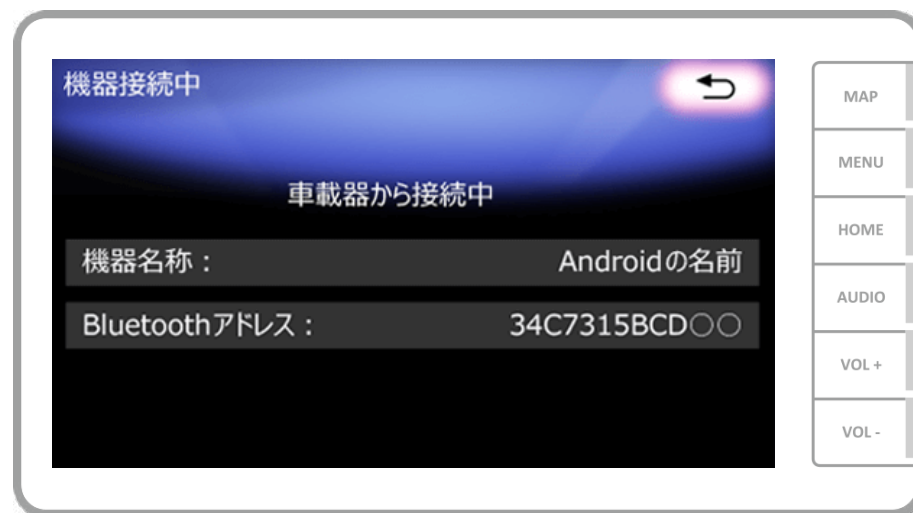 機器接続中
車載器から接続中
機器名称：
Androidの名前
Bluetoothアドレス：
34C7315BCD○○
MAP
MENU
HOME
AUDIO
VOL +
VOL -